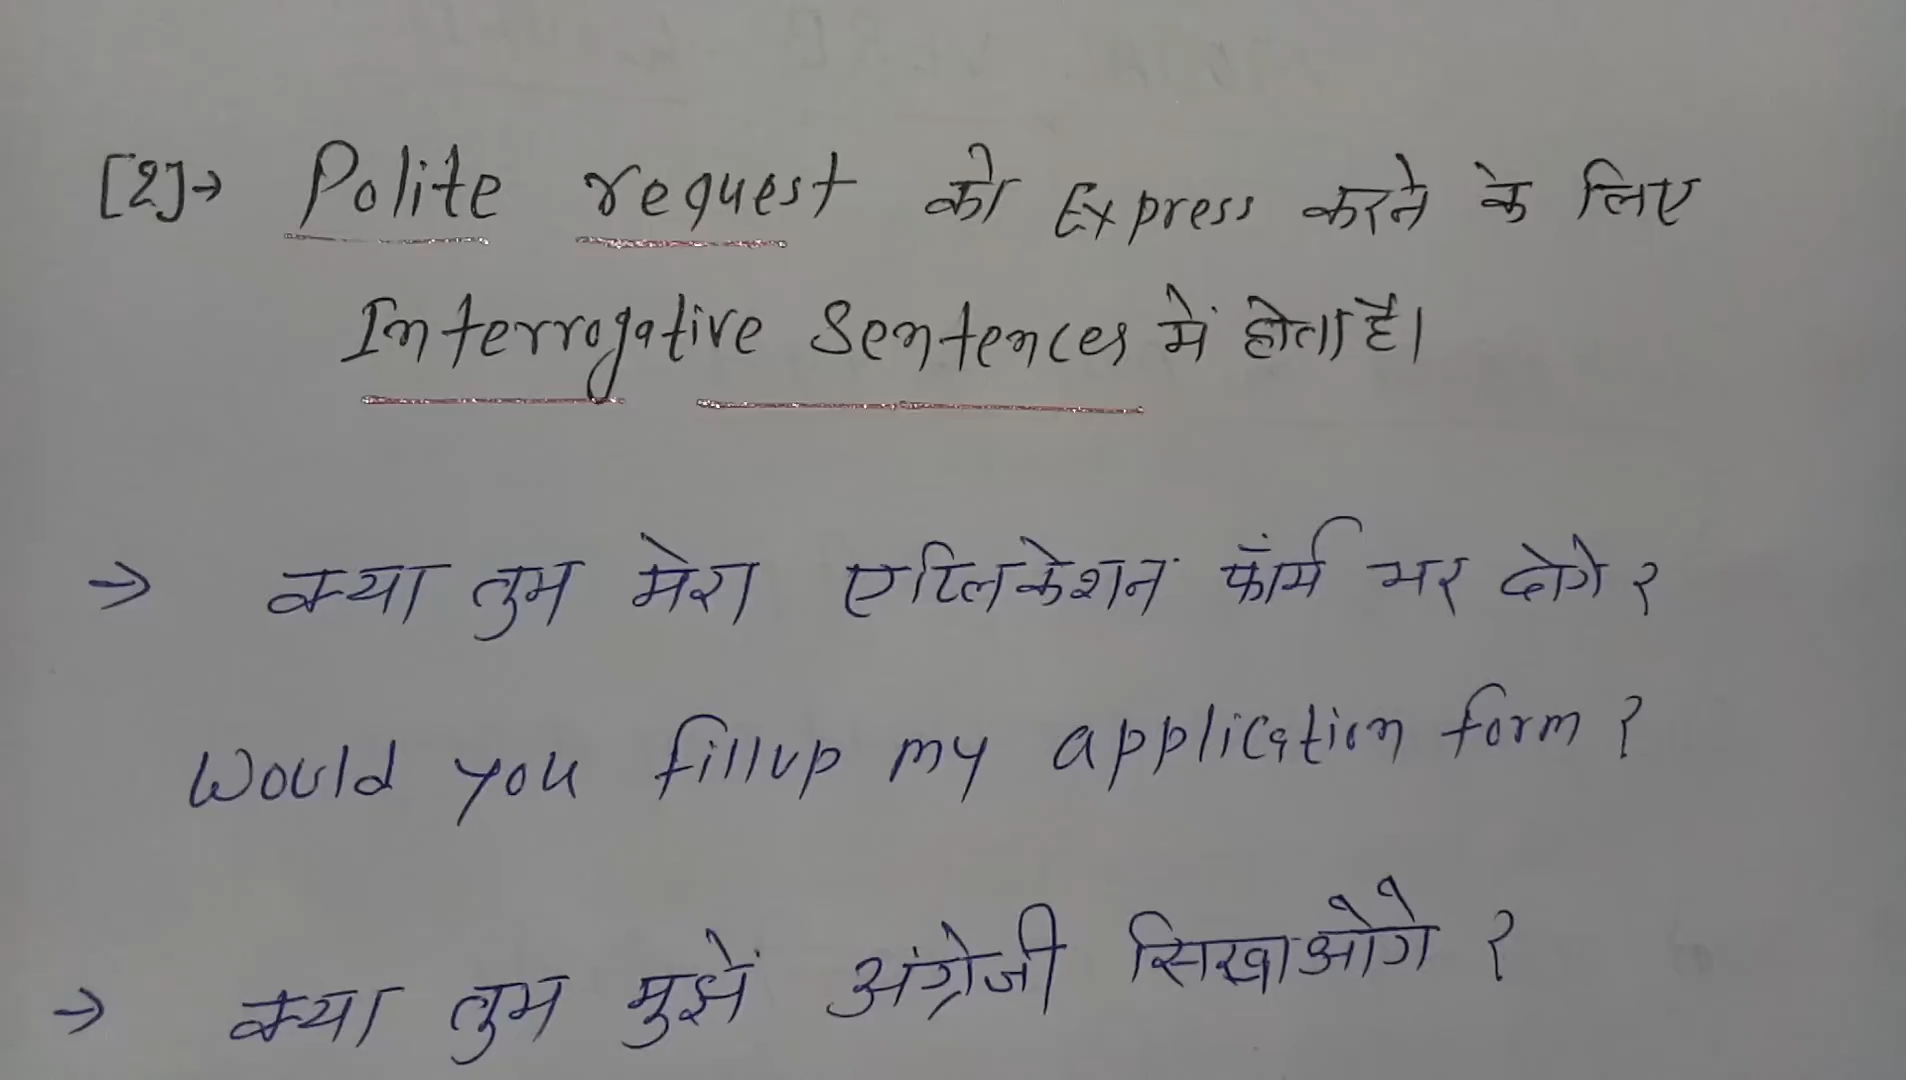 [2]→ Polite request को Express करने के लिए
Interrogative Sentences में होता है।
→ क्या तुम मेरा एप्लिकेशन फॉर्म भर दोगे ?
Would you fillup my application form ?
→ क्या तुम मुझें अंग्रेजी सिखाओगे ?